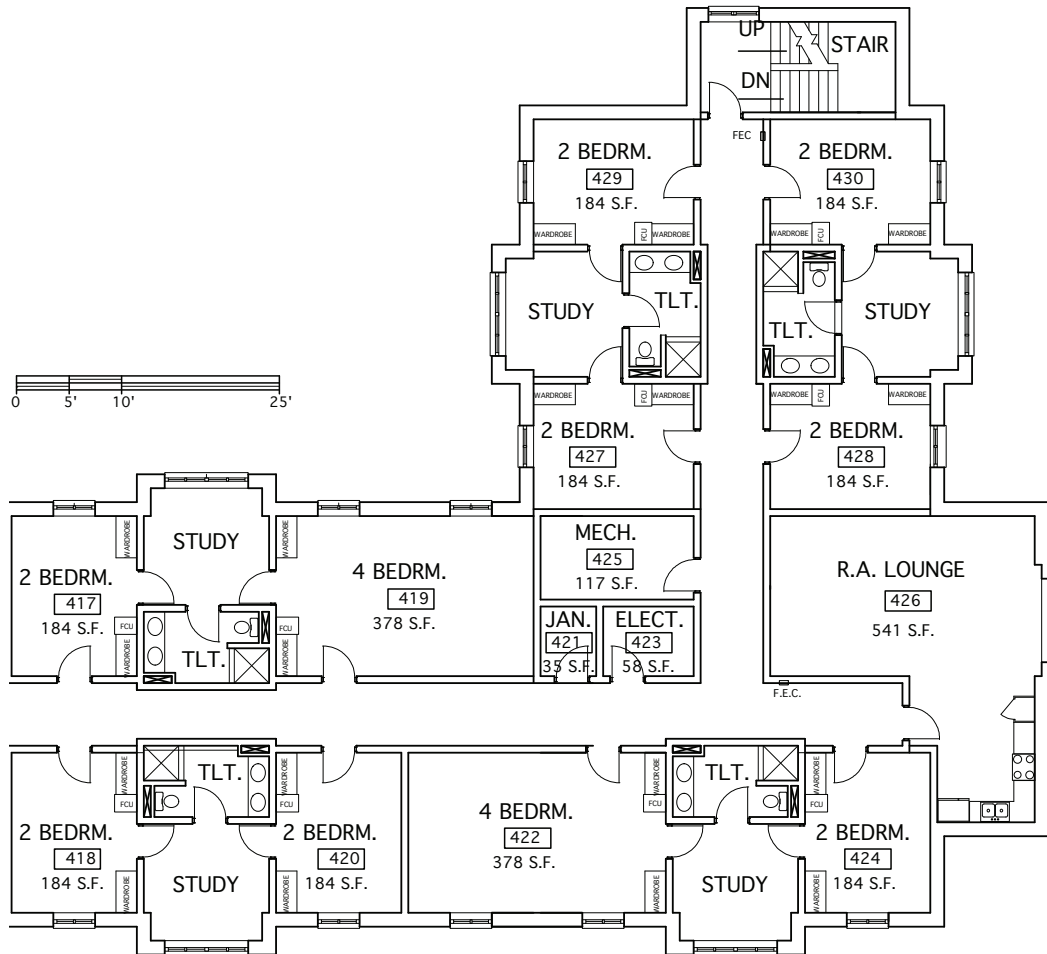 UP
STAIR
DN
FEC
2 BEDRM.
429
184 S.F.
2 BEDRM.
430
184 S.F.
WARDROBE
FCU
WARDROBE
WARDROBE
FCU
WARDROBE
STUDY
TLT.
TLT.
STUDY
0 5' 10' 25'
WARDROBE
FCU
WARDROBE
WARDROBE
FCU
WARDROBE
2 BEDRM.
427
184 S.F.
2 BEDRM.
428
184 S.F.
WARDROBE
STUDY
WARDROBE
2 BEDRM.
417
184 S.F.
4 BEDRM.
419
378 S.F.
MECH.
425
117 S.F.
R.A. LOUNGE
426
541 S.F.
FCU
WARDROBE
TLT.
FCU
WARDROBE
JAN.
421
35 S.F.
ELECT.
423
58 S.F.
F.E.C.
WARDROBE
FCU
TLT.
WARDROBE
FCU
WARDROBE
FCU
TLT.
WARDROBE
FCU
2 BEDRM.
418
184 S.F.
WARDROBE
STUDY
2 BEDRM.
420
184 S.F.
WARDROBE
4 BEDRM.
422
378 S.F.
WARDROBE
STUDY
2 BEDRM.
424
184 S.F.
WARDROBE